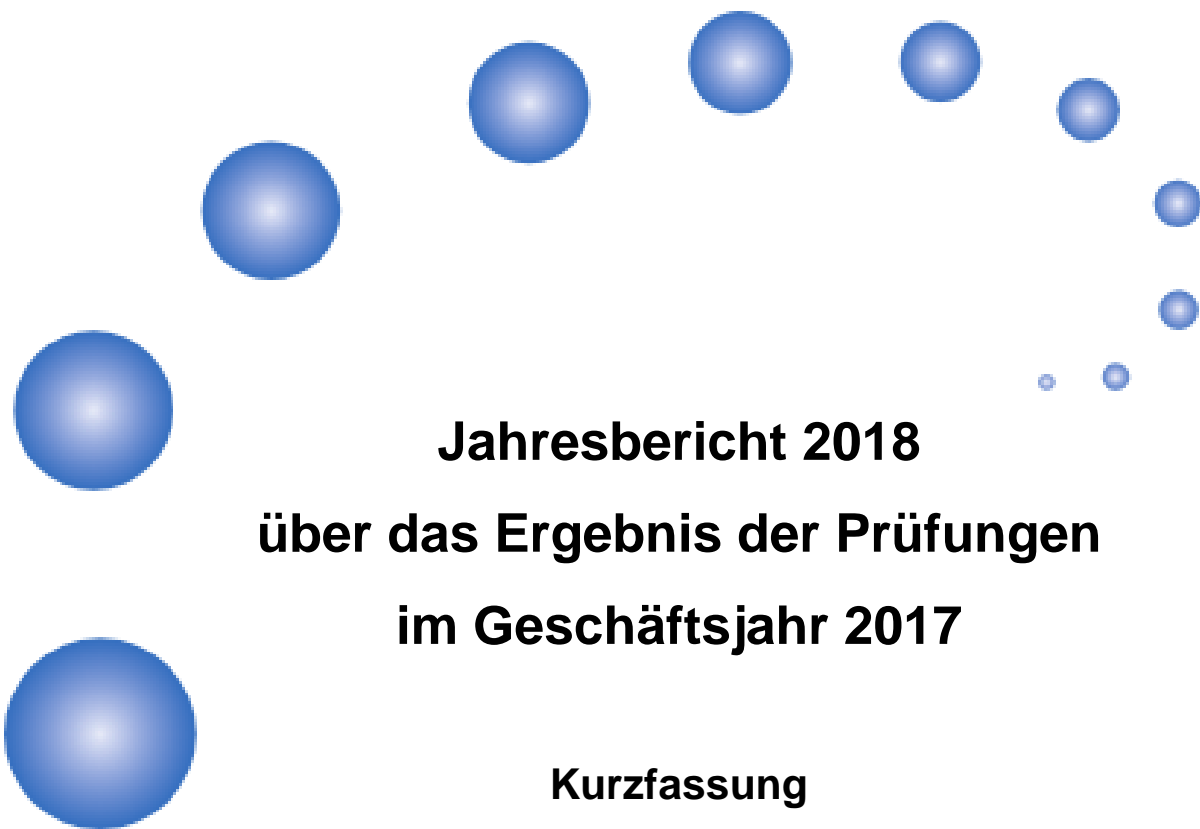 Jahresbericht 2018
über das Ergebnis der Prüfungen
im Geschäftsjahr 2017
Kurzfassung